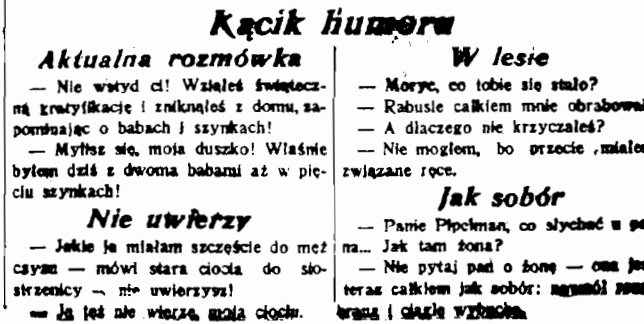 Kącik humoru
Aktualna rozmówka
— Nie wstyd ci! Wziąłeś świątecz-
ną gratyfikację i zniknąłeś z domu, za-
pominając o babach i szynkach!
— Mylisz się, moja duszko! Właśnie
byłem dziś z dwoma babami aż w pię-
ciu szynkach!
Nie uwierzy
— Jakie ja miałam szczęście do męż
czyzn — mówi stara ciocia do sio-
strzenicy — nie uwierzysz!
— Ja też nie wierzę, moja ciociu.
W lesie
— Moryc, co tobie się stało?
— Rabusie całkiem mnie obrabowal
— A dlaczego nie krzyczałeś?
— Nie mogłem, bo przecie miałem
związane ręce.
Jak sobór
— Panie Pipelman, co słychać u pa
na... Jak tam żona?
— Nie pytaj pan o żonę — ona je
teraz całkiem jak sobór:
i ciągle